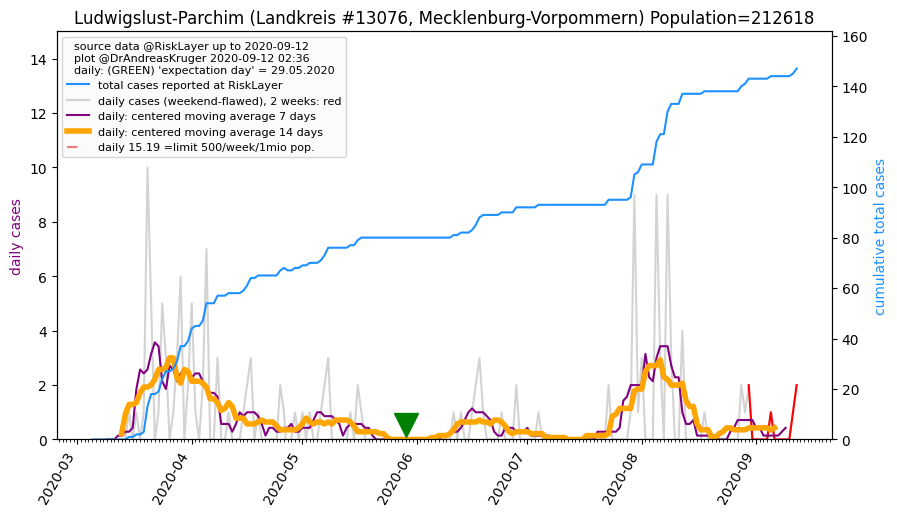 Ludwigslust-Parchim (Landkreis #13076, Mecklenburg-Vorpommern) Population=212618
source data @RiskLayer up to 2020-09-12
plot @DrAndreasKruger 2020-09-12 02:36
daily: (GREEN) 'expectation day' = 29.05.2020
total cases reported at RiskLayer
daily cases (weekend-flawed), 2 weeks: red
daily: centered moving average 7 days
daily: centered moving average 14 days
daily 15.19 =limit 500/week/1mio pop.
daily cases
14
12
10
8
6
4
2
0
cumulative total cases
160
140
120
100
80
60
40
20
0
2020-03
2020-04
2020-05
2020-06
2020-07
2020-08
2020-09